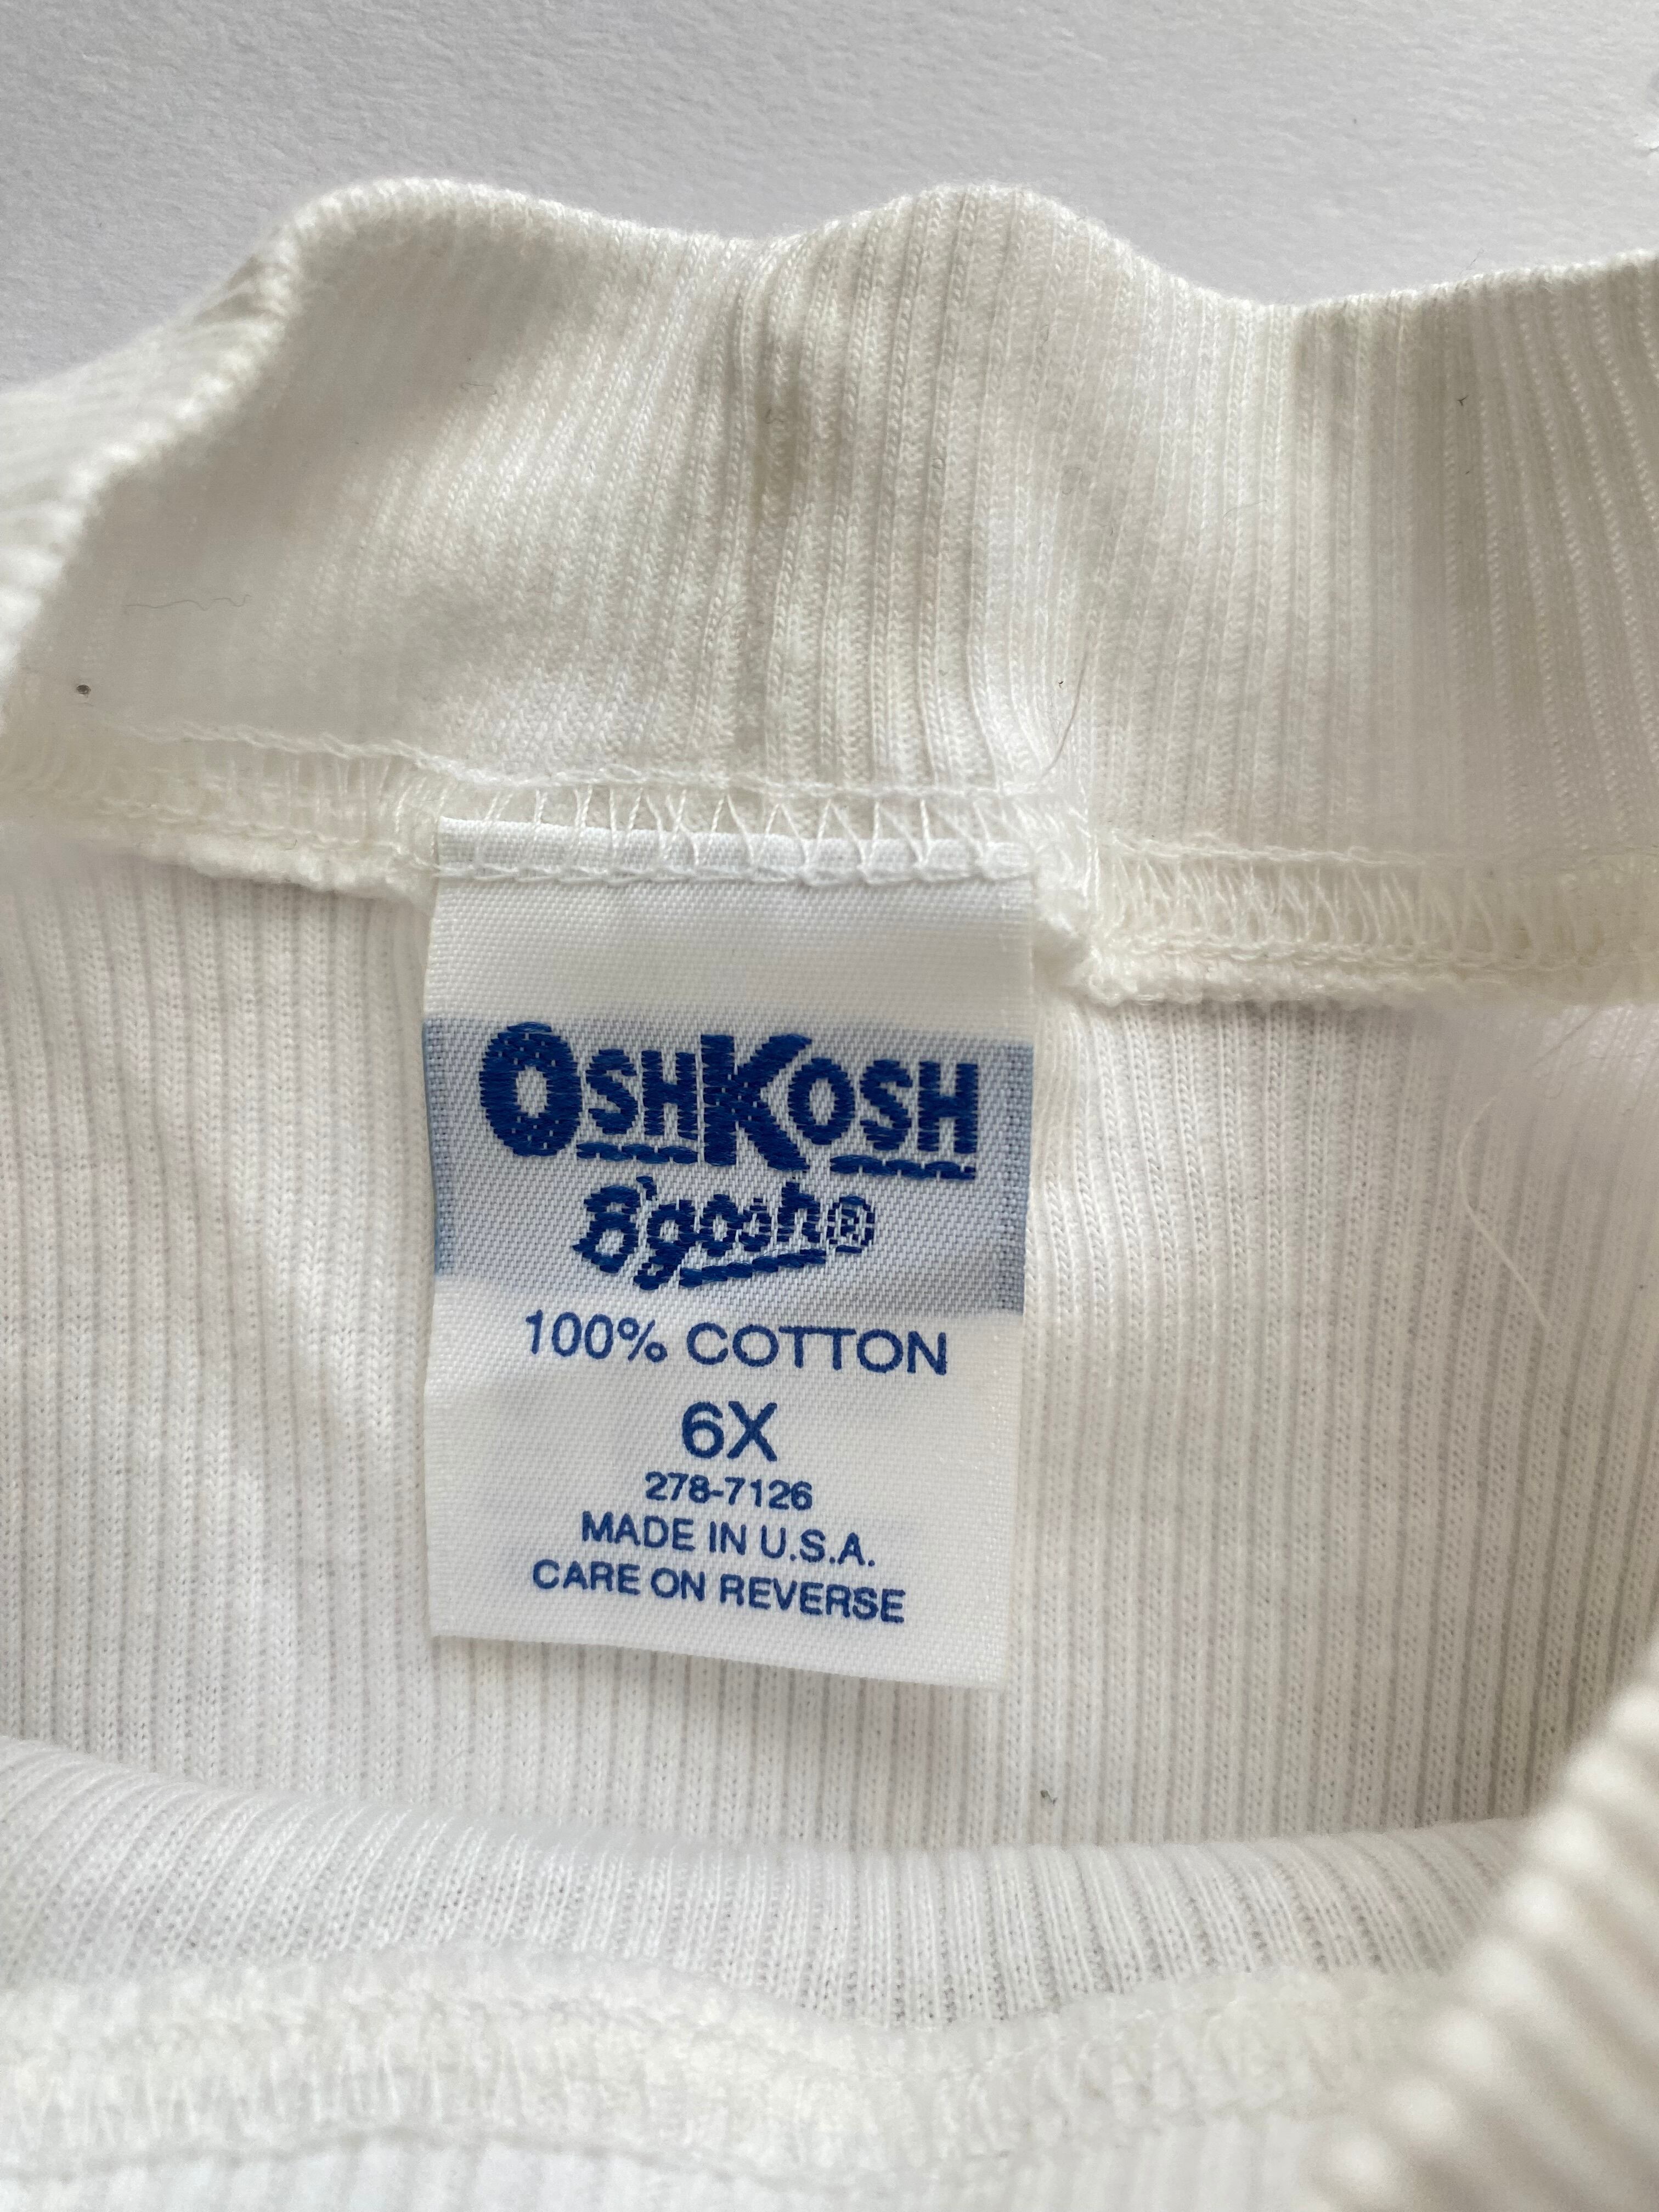 OSHKOSH
B'gosh®
100% COTTON
6X
278-7126
MADE IN U.S.A.
CARE ON REVERSE